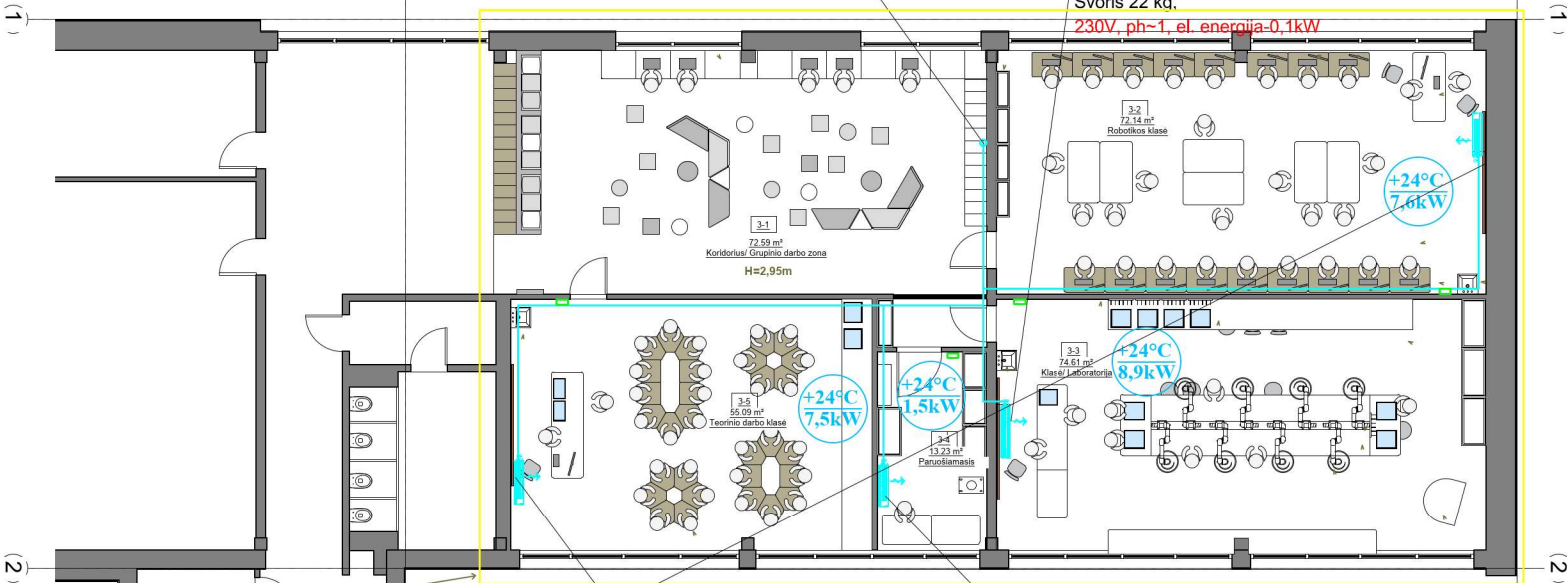 Svoris 22 kg,
230V, ph~1, el. energija-0,1kW
(1)
(1)
3-2
72.14 m²
Robotikos klasė
+24°C
7,6kW
3-1
72.59 m²
Koridorius/ Grupinio darbo zona
H=2,95m
3-3
74.61 m²
Klasė/ Laboratorija
+24°C
8,9kW
3-5
55.09 m²
Teorinio darbo klasė
+24°C
7,5kW
+24°C
1,5kW
3-4
13.23 m²
Paruošiamasis
(2)
(2)